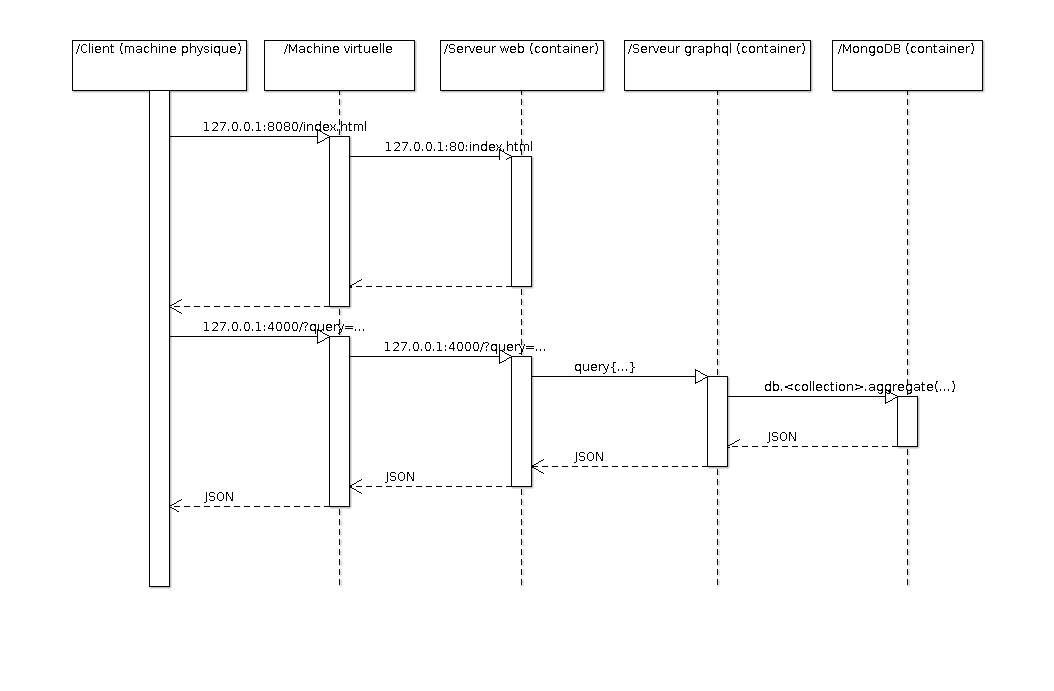 /Client (machine physique)
/Machine virtuelle
/Serveur web (container)
/Serveur graphql (container)
/MongoDB (container)
127.0.0.1:8080/index.html
127.0.0.1:80:index.html
127.0.0.1:4000/?query=...
127.0.0.1:4000/?query=...
query{...}
db.<collection>.aggregate(...)
JSON
JSON
JSON
JSON